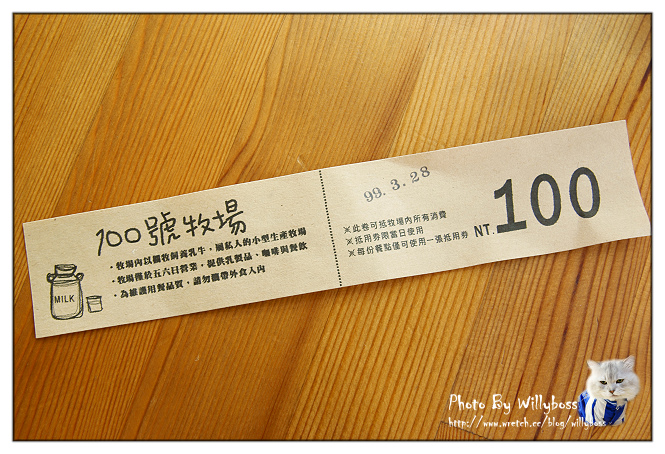 100號牧場
・牧場內以圈牧飼養乳牛,屬私人的小型生產牧場
・牧場僅於五六日營業,提供乳製品、咖啡與餐飲
・為維護用餐品質,請勿攜帶外食入內
MILK
99.3.28
※此卷可抵牧場內所有消費
※抵用券限當日使用
※每份餐點僅可使用一張抵用券
NT.100
Photo By Willyboss
http://www.wretch.cc/blog/willyboss